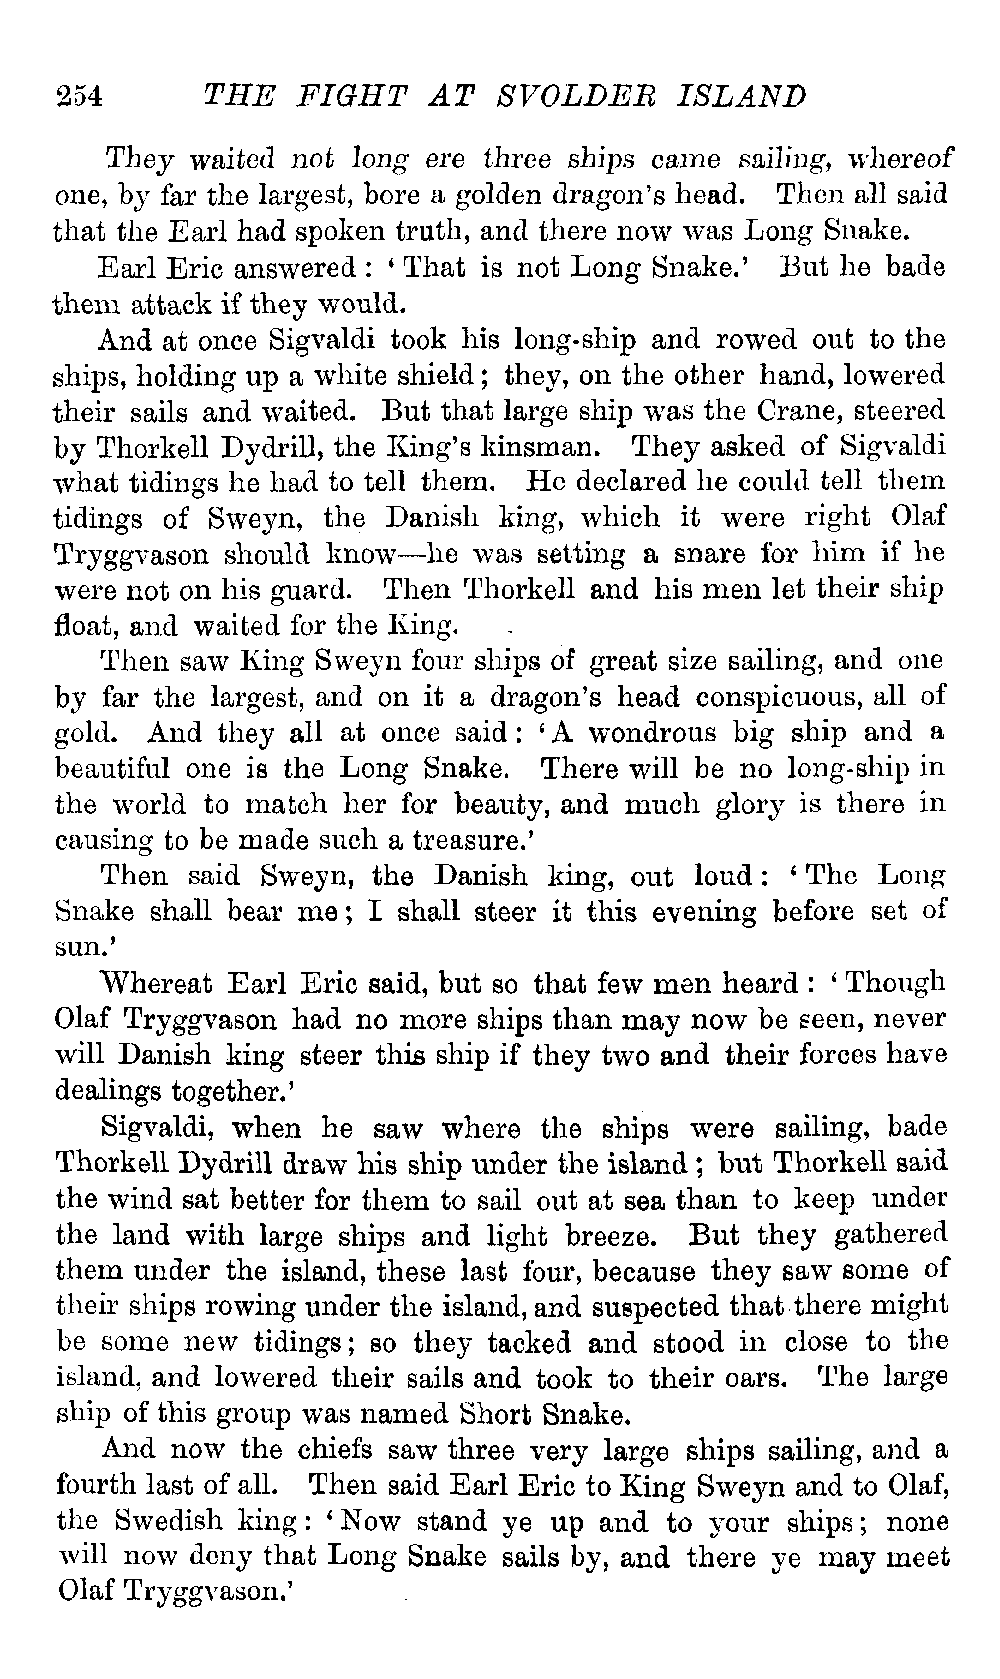 254 THE FIGHT AT SVOLDER ISLAND
They waited not long ere three ships came sailing, whereof
one, by far the largest, bore a golden dragon's head. Then all said
that the Earl had spoken truth, and there now was Long Snake.
Earl Eric answered : ' That is not Long Snake.' But he bade
them attack if they would.
And at once Sigvaldi took his long-ship and rowed out to the
ships, holding up a white shield ; they, on the other hand, lowered
their sails and waited. But that large ship was the Crane, steered
by Thorkell Dydrill, the King's kinsman. They asked of Sigvaldi
what tidings he had to tell them. He declared he could tell them
tidings of Sweyn, the Danish king, which it were right Olaf
Tryggvason should know—he was setting a snare for him if he
were not on his guard. Then Thorkell and his men let their ship
float, and waited for the King.
Then saw King Sweyn four ships of great size sailing, and one
by far the largest, and on it a dragon's head conspicuous, all of
gold. And they all at once said : ' A wondrous big ship and a
beautiful one is the Long Snake. There will be no long-ship in
the world to match her for beauty, and much glory is there in
causing to be made such a treasure.'
Then said Sweyn, the Danish king, out loud : ' The Long
Snake shall bear me ; I shall steer it this evening before set of
sun.'
Whereat Earl Eric said, but so that few men heard : ' Though
Olaf Tryggvason had no more ships than may now be seen, never
will Danish king steer this ship if they two and their forces have
dealings together.'
Sigvaldi, when he saw where the ships were sailing, bade
Thorkell Dydrill draw his ship under the island ; but Thorkell said
the wind sat better for them to sail out at sea than to keep under
the land with large ships and light breeze. But they gathered
them under the island, these last four, because they saw some of
their ships rowing under the island, and suspected that there might
be some new tidings ; so they tacked and stood in close to the
island, and lowered their sails and took to their oars. The large
ship of this group was named Short Snake.
And now the chiefs saw three very large ships sailing, and a
fourth last of all. Then said Earl Eric to King Sweyn and to Olaf,
the Swedish king : ' Now stand ye up and to your ships ; none
will now deny that Long Snake sails by, and there ye may meet
Olaf Tryggvason.'